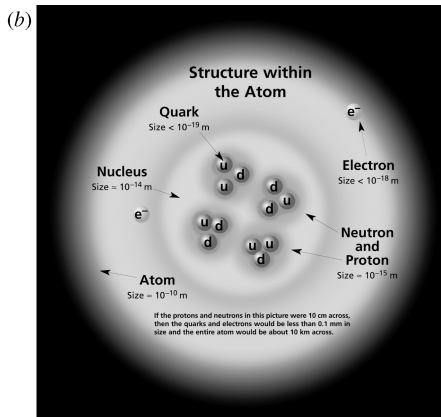 (b)
Structure within
the Atom
Quark
Size < 10⁻¹⁹ m
e⁻
Electron
Size < 10⁻¹⁸ m
Nucleus
Size ≈ 10⁻¹⁴ m
e⁻
u
d
u
d
u
d
u
d
d
u
u
d
Neutron
and
Proton
Size ≈ 10⁻¹⁵ m
Atom
Size ≈ 10⁻¹⁰ m
If the protons and neutrons in this picture were 10 cm across,
then the quarks and electrons would be less than 0.1 mm in
size and the entire atom would be about 10 km across.